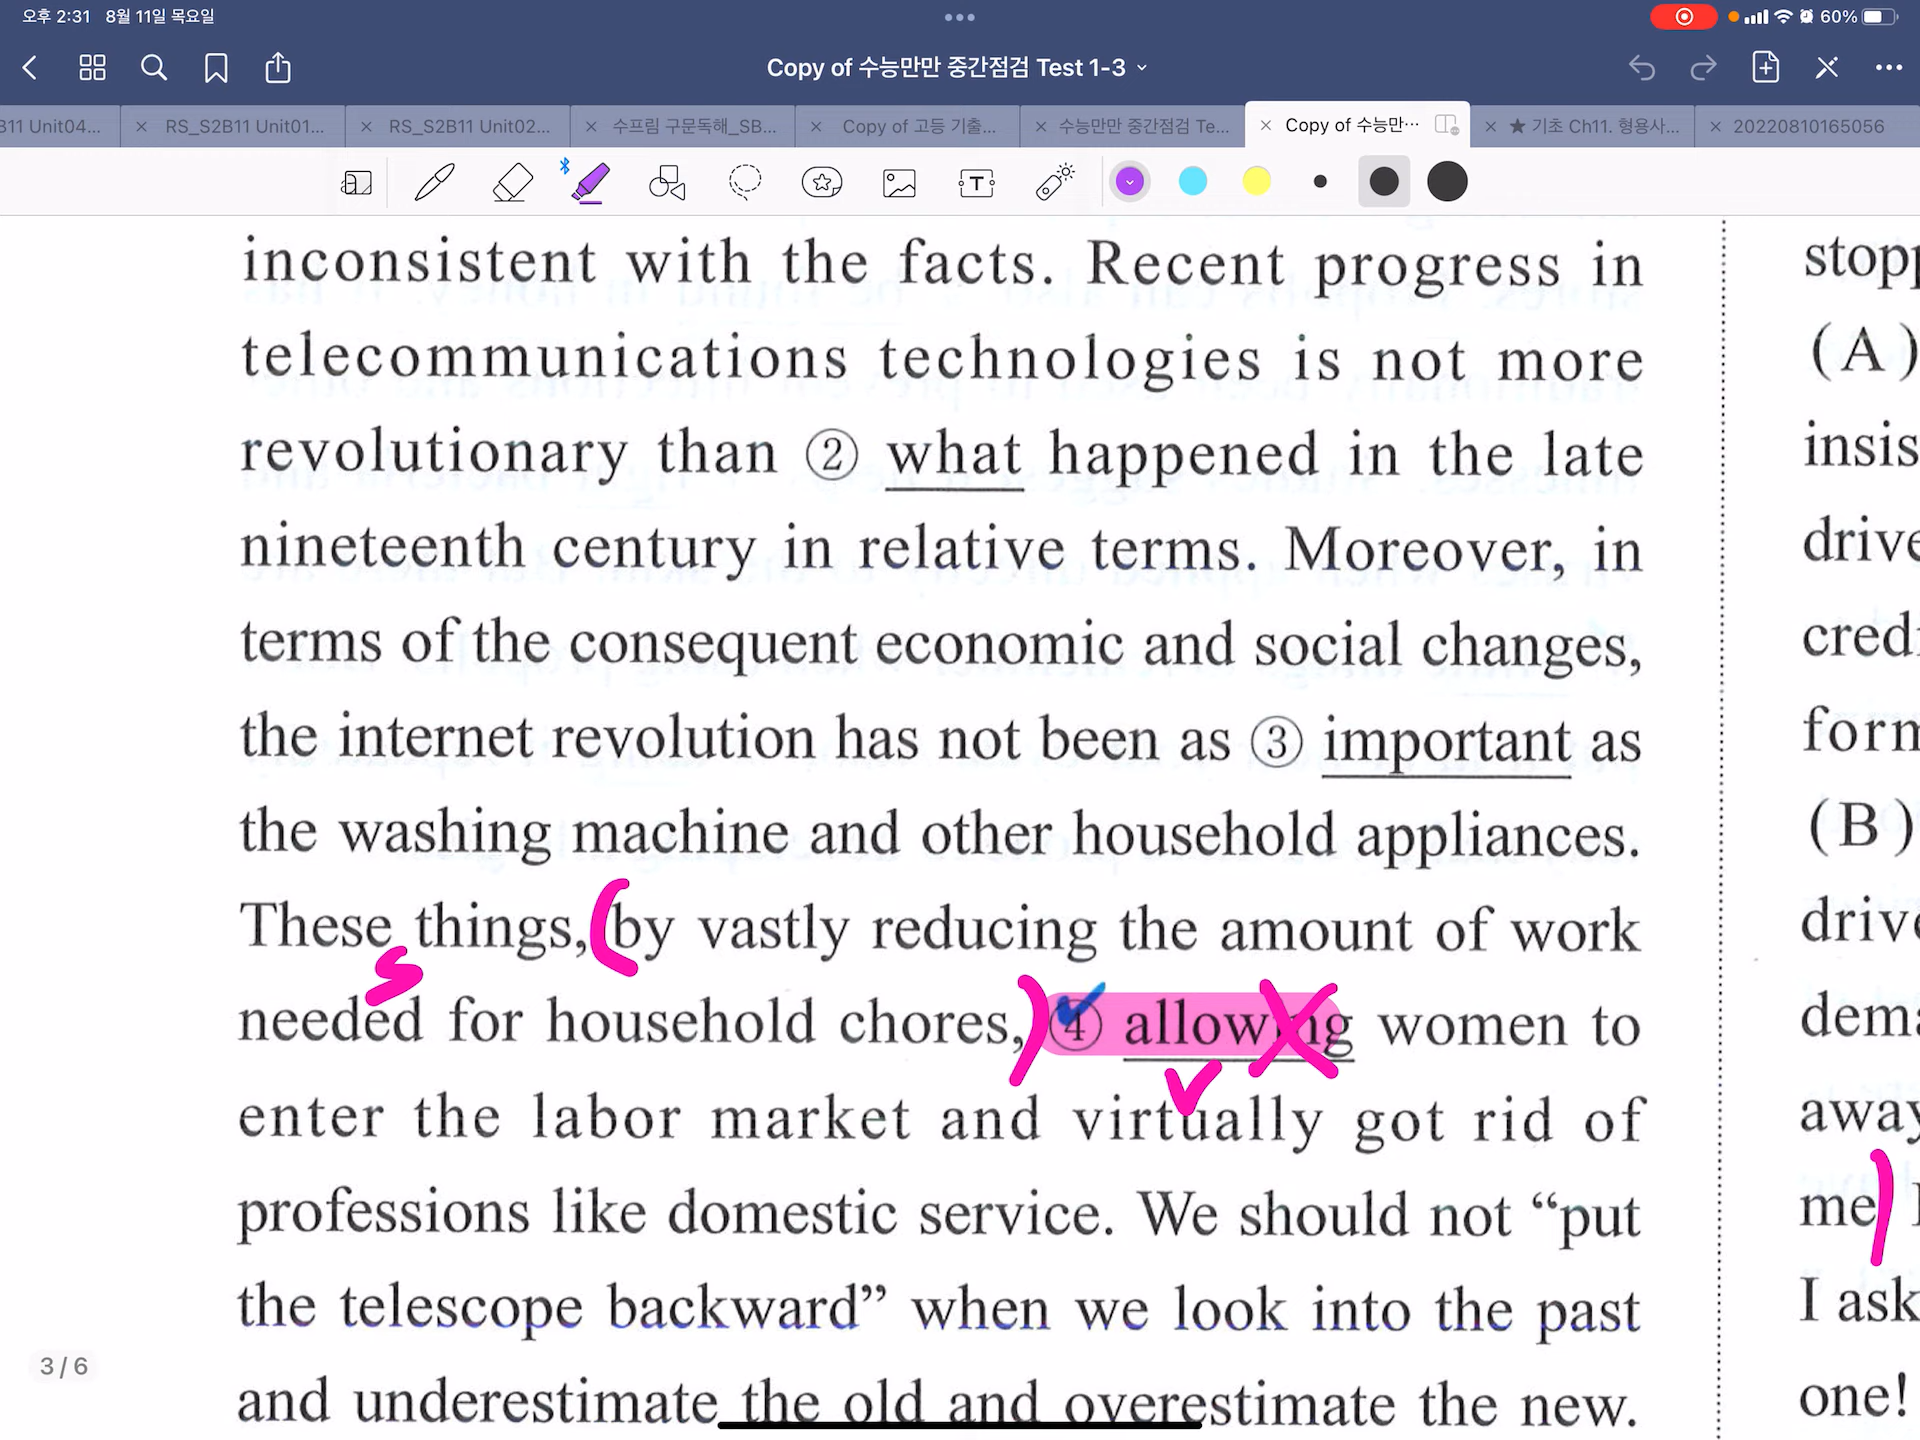 오후 2:31 8월 11일 목요일
60%
Copy of 수능만만 중간점검 Test 1-3
B11 Unit04... RS_S2B11 Unit01... RS_S2B11 Unit02... 수프림 구문독해_SB... Copy of 고등 기출... 수능만만 중간점검 Te... Copy of 수능만... ★ 기초 Ch11. 형용사... 20220810165056
inconsistent with the facts. Recent progress in
telecommunications technologies is not more
revolutionary than ② what happened in the late
nineteenth century in relative terms. Moreover, in
terms of the consequent economic and social changes,
the internet revolution has not been as ③ important as
the washing machine and other household appliances.
These things, (by vastly reducing the amount of work
S
needed for household chores,) ④ allowing women to
V
enter the labor market and virtually got rid of
professions like domestic service. We should not “put
the telescope backward” when we look into the past
and underestimate the old and overestimate the new.
3 / 6
stopp
(A)
insis
drive
credi
form
(B)
drive
dema
away
me)
I ask
one!